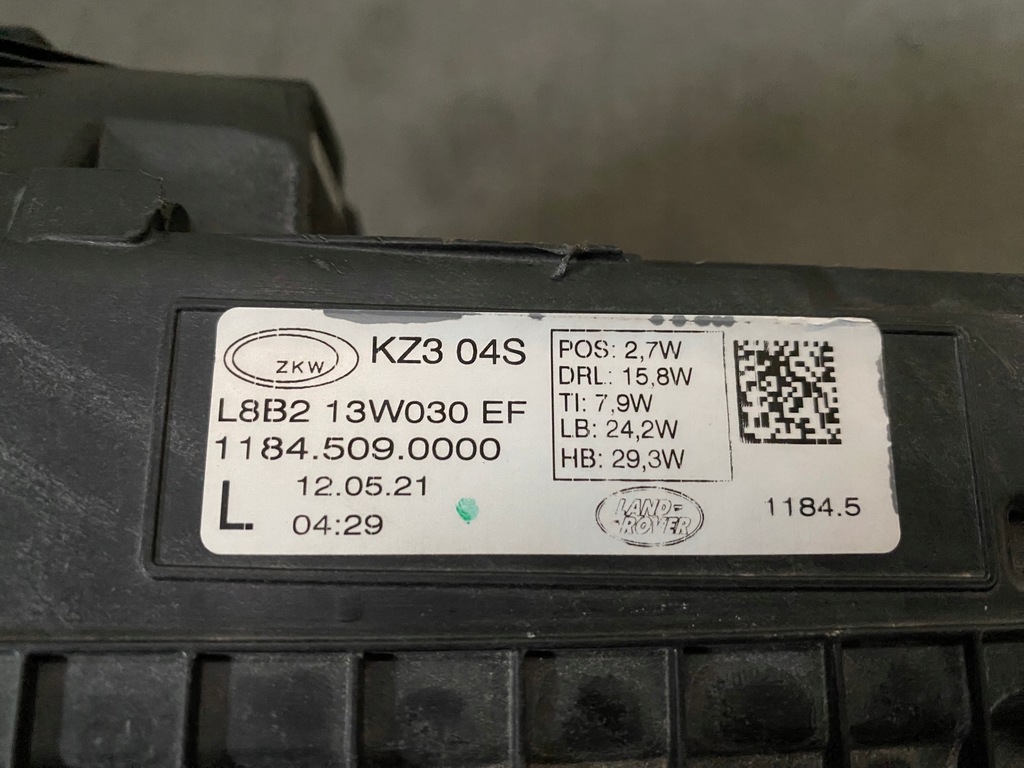 ZKW
KZ3 04S
L8B2 13W030 EF
1184.509.0000
L
12.05.21
04:29
POS: 2,7W
DRL: 15,8W
TI: 7,9W
LB: 24,2W
HB: 29,3W
LAND-
ROVER
1184.5